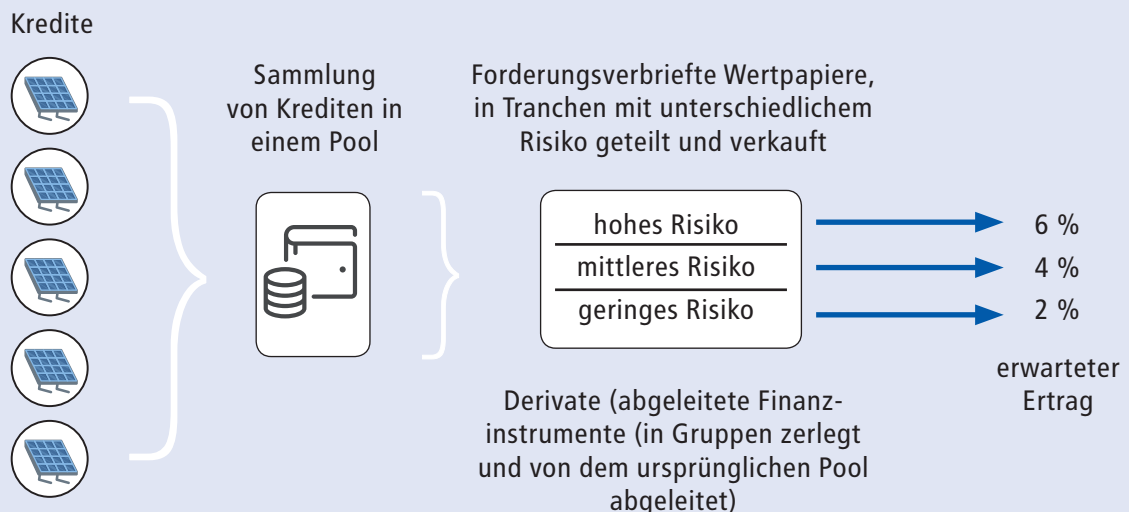 Kredite
Sammlung
von Krediten in
einem Pool
Forderungsverbriefte Wertpapiere,
in Tranchen mit unterschiedlichem
Risiko geteilt und verkauft
hohes Risiko
mittleres Risiko
geringes Risiko
6 %
4 %
2 %
erwarteter
Ertrag
Derivate (abgeleitete Finanz-
instrumente (in Gruppen zerlegt
und von dem ursprünglichen Pool
abgeleitet)